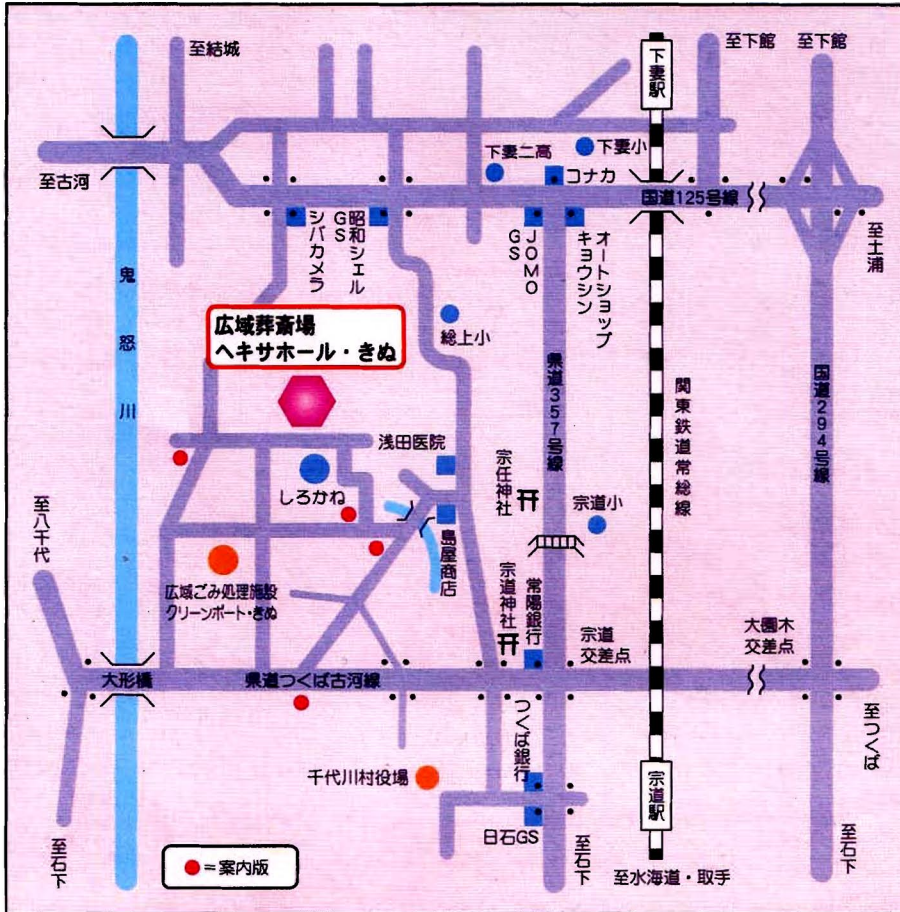 至結城
下妻駅
至下館
至下館
下妻二高
下妻小
コナカ
至古河
国道125号線
シバカメラ
昭和シェル
GS
JOMO
GS
オートショップ
キョウシン
至土浦
鬼怒川
広域葬斎場
ヘキサホール・きぬ
総上小
県道357号線
関東鉄道常総線
国道294号線
浅田医院
しろかね
宗任神社
宗道小
至八千代
島屋商店
広域ごみ処理施設
クリーンポート・きぬ
宗道神社
常陽銀行
宗道
交差点
大園木
交差点
大形橋
県道つくば古河線
つくば銀行
至つくば
千代川村役場
宗道駅
日石GS
至石下
至石下
至石下
至水海道・取手
●=案内版